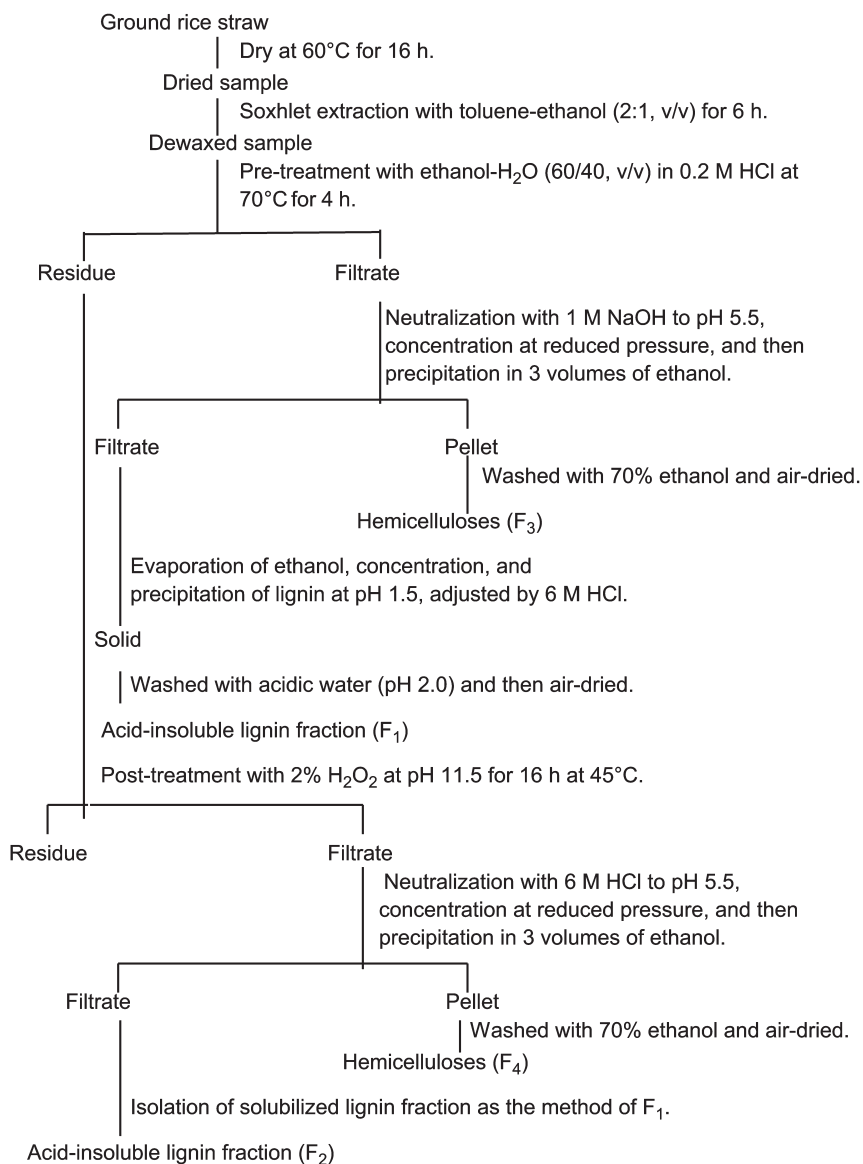 Ground rice straw
Dry at 60°C for 16 h.
Dried sample
Soxhlet extraction with toluene-ethanol (2:1, v/v) for 6 h.
Dewaxed sample
Pre-treatment with ethanol-H₂O (60/40, v/v) in 0.2 M HCl at
70°C for 4 h.
Residue
Filtrate
Neutralization with 1 M NaOH to pH 5.5,
concentration at reduced pressure, and then
precipitation in 3 volumes of ethanol.
Filtrate
Pellet
Washed with 70% ethanol and air-dried.
Hemicelluloses (F₃)
Evaporation of ethanol, concentration, and
precipitation of lignin at pH 1.5, adjusted by 6 M HCl.
Solid
Washed with acidic water (pH 2.0) and then air-dried.
Acid-insoluble lignin fraction (F₁)
Post-treatment with 2% H₂O₂ at pH 11.5 for 16 h at 45°C.
Residue
Filtrate
Neutralization with 6 M HCl to pH 5.5,
concentration at reduced pressure, and then
precipitation in 3 volumes of ethanol.
Filtrate
Pellet
Washed with 70% ethanol and air-dried.
Hemicelluloses (F₄)
Isolation of solubilized lignin fraction as the method of F₁.
Acid-insoluble lignin fraction (F₂)